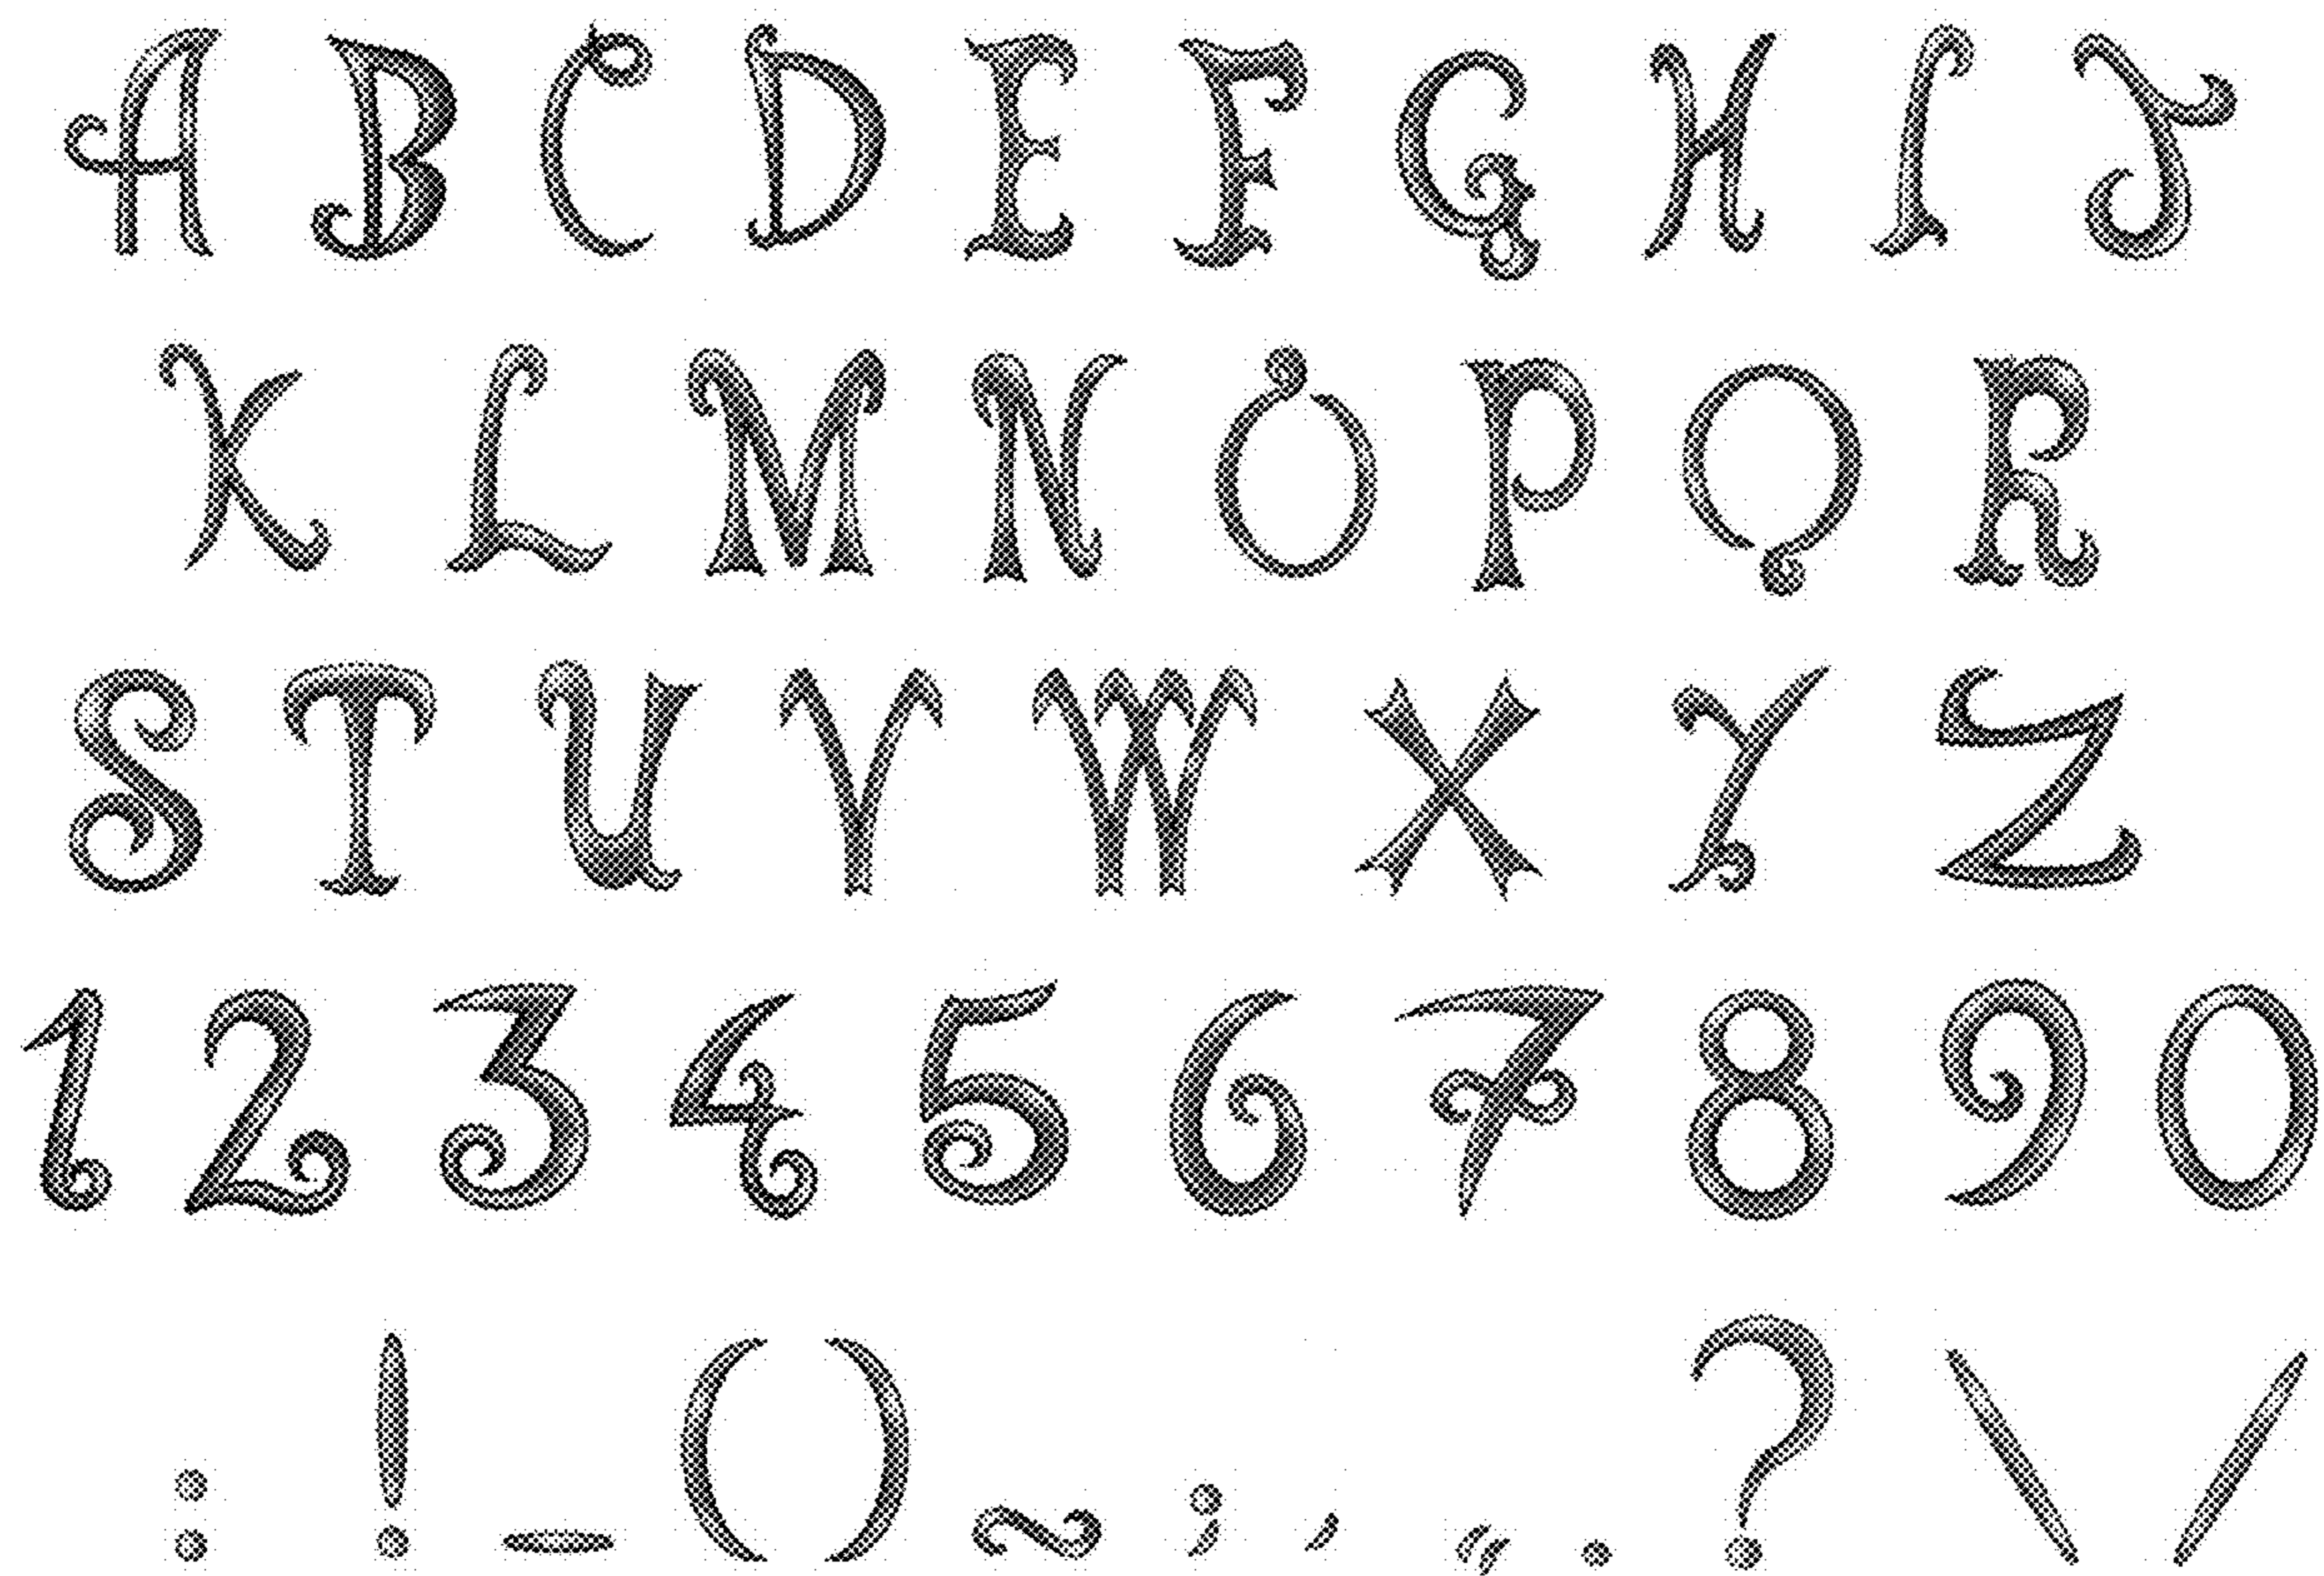 A B C D E F G H I J
K L M N O P Q R
S T U V W X Y Z
1 2 3 4 5 6 7 8 9 0
: ! _ ( ) ~ ; , „ . ? \ /